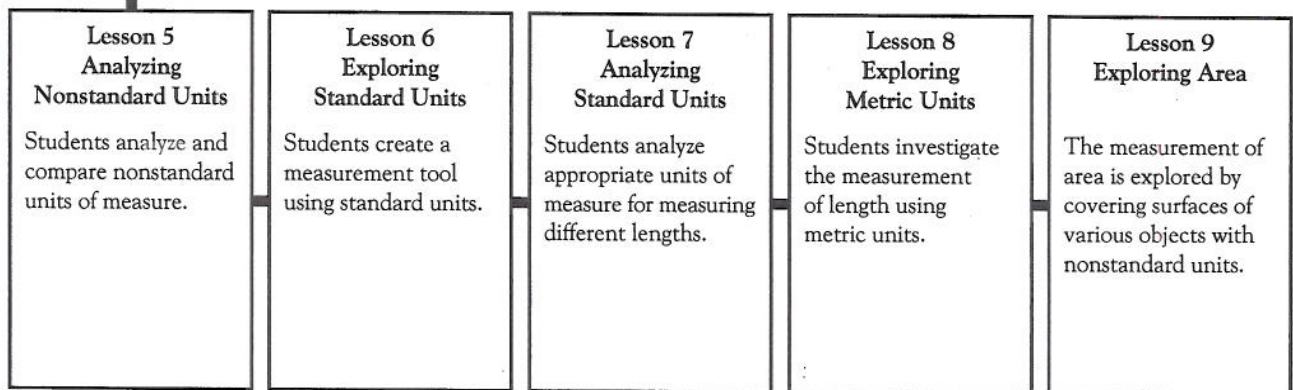 Lesson 5
Analyzing
Nonstandard Units
Students analyze and
compare nonstandard
units of measure.
Lesson 6
Exploring
Standard Units
Students create a
measurement tool
using standard units.
Lesson 7
Analyzing
Standard Units
Students analyze
appropriate units of
measure for measuring
different lengths.
Lesson 8
Exploring
Metric Units
Students investigate
the measurement
of length using
metric units.
Lesson 9
Exploring Area
The measurement of
area is explored by
covering surfaces of
various objects with
nonstandard units.